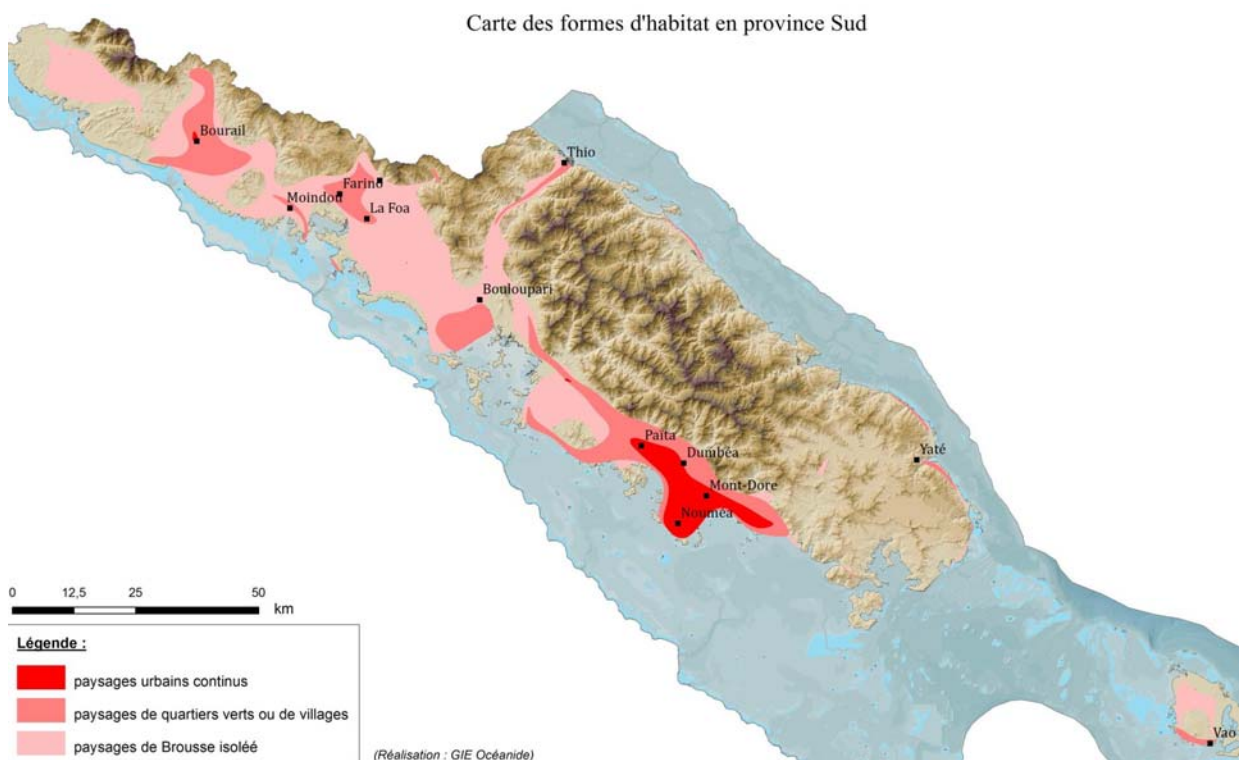 Carte des formes d'habitat en province Sud
Bourail
Thio
Farino
Moindou
La Foa
Bouloupari
Paita
Dumbéa
Yaté
Mont-Dore
Nouméa
0 12,5 25 50
km
Légende :
paysages urbains continus
paysages de quartiers verts ou de villages
paysages de Brousse isoléé
(Réalisation : GIE Océanide)
Vao